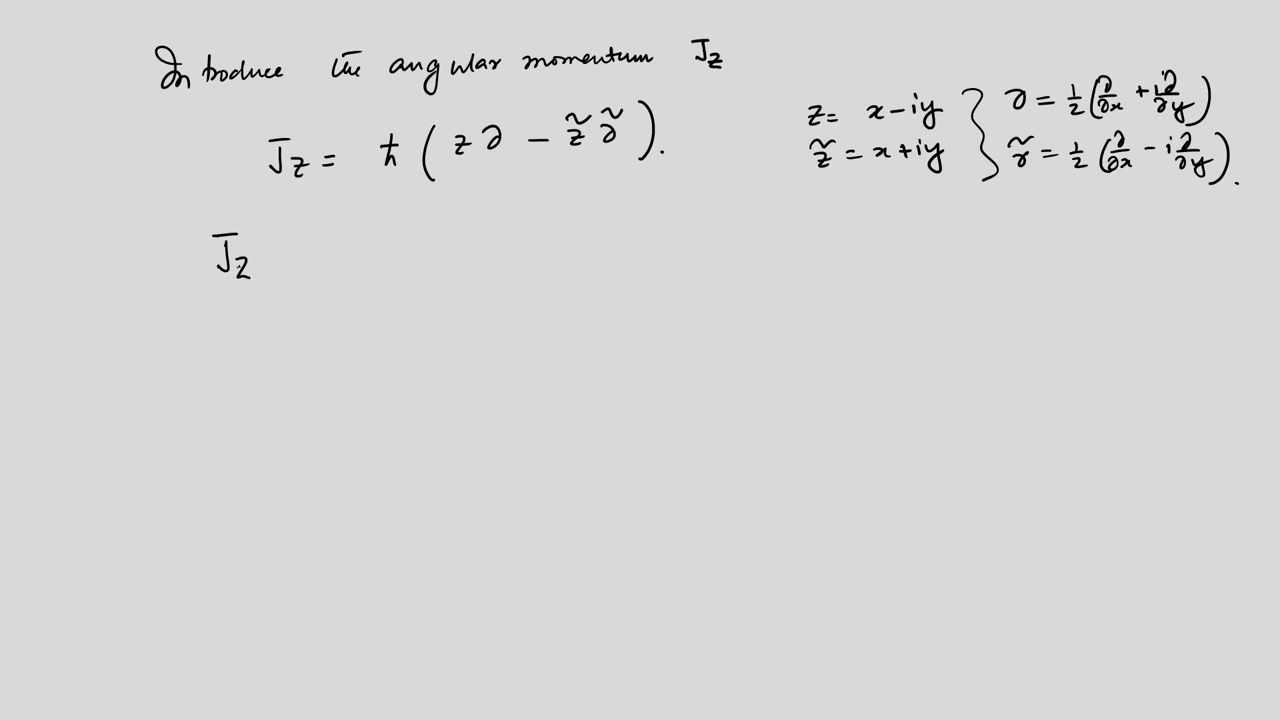 Introduce the angular momentum J_z
J_z = ħ ( z∂ − z̃ ∂̃ ).
z = x − iy } ∂ = ½ ( ∂/∂x + i∂/∂y )
z̃ = x + iy } ∂̃ = ½ ( ∂/∂x − i ∂/∂y ).
J_z